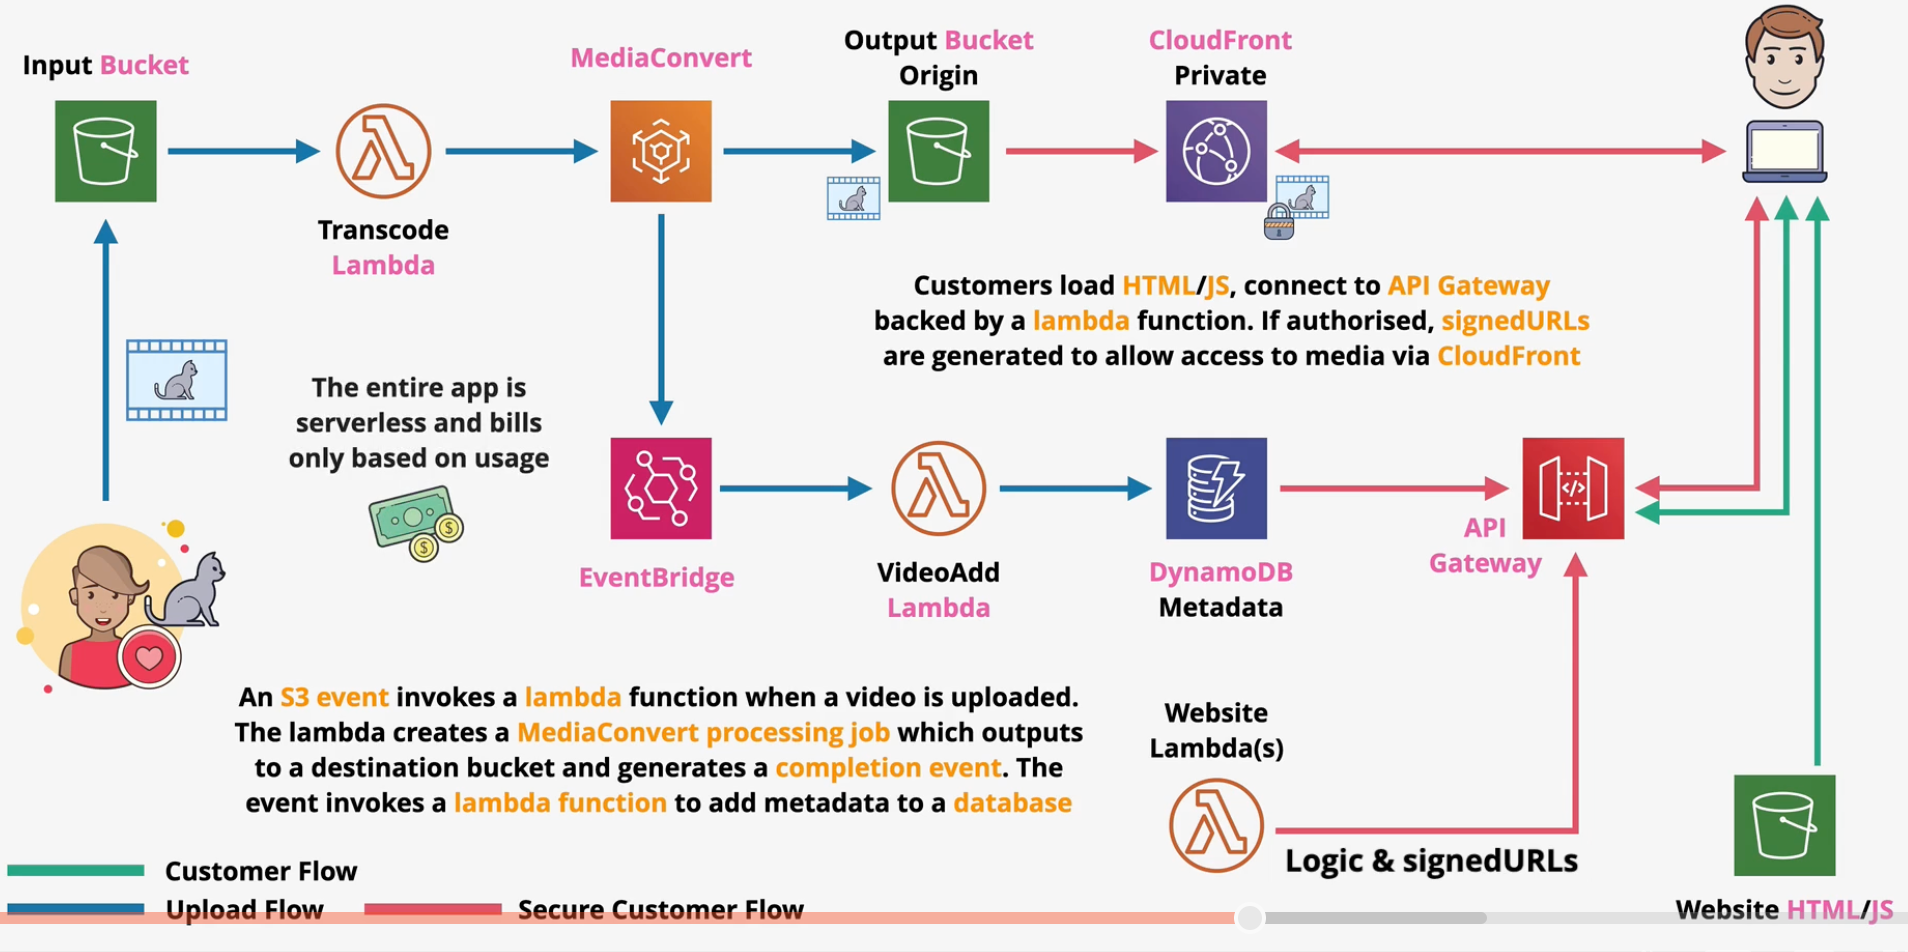 Input Bucket
MediaConvert
Output Bucket
Origin
CloudFront
Private
Transcode
Lambda
Customers load HTML/JS, connect to API Gateway
backed by a lambda function. If authorised, signedURLs
are generated to allow access to media via CloudFront
The entire app is
serverless and bills
only based on usage
$
$
</>
EventBridge
VideoAdd
Lambda
DynamoDB
Metadata
API
Gateway
An S3 event invokes a lambda function when a video is uploaded.
The lambda creates a MediaConvert processing job which outputs
to a destination bucket and generates a completion event. The
event invokes a lambda function to add metadata to a database
Website
Lambda(s)
Logic & signedURLs
Customer Flow
Upload Flow
Secure Customer Flow
Website HTML/JS